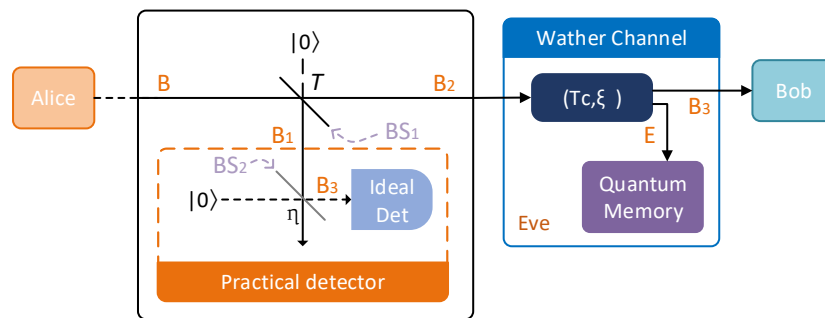 |0⟩
Wather Channel
Alice
B
T
B₂
(Tc,ξ )
B₃
Bob
B₁
BS₁
E
BS₂
|0⟩
B₃
Ideal
Det
η
Quantum
Memory
Eve
Practical detector